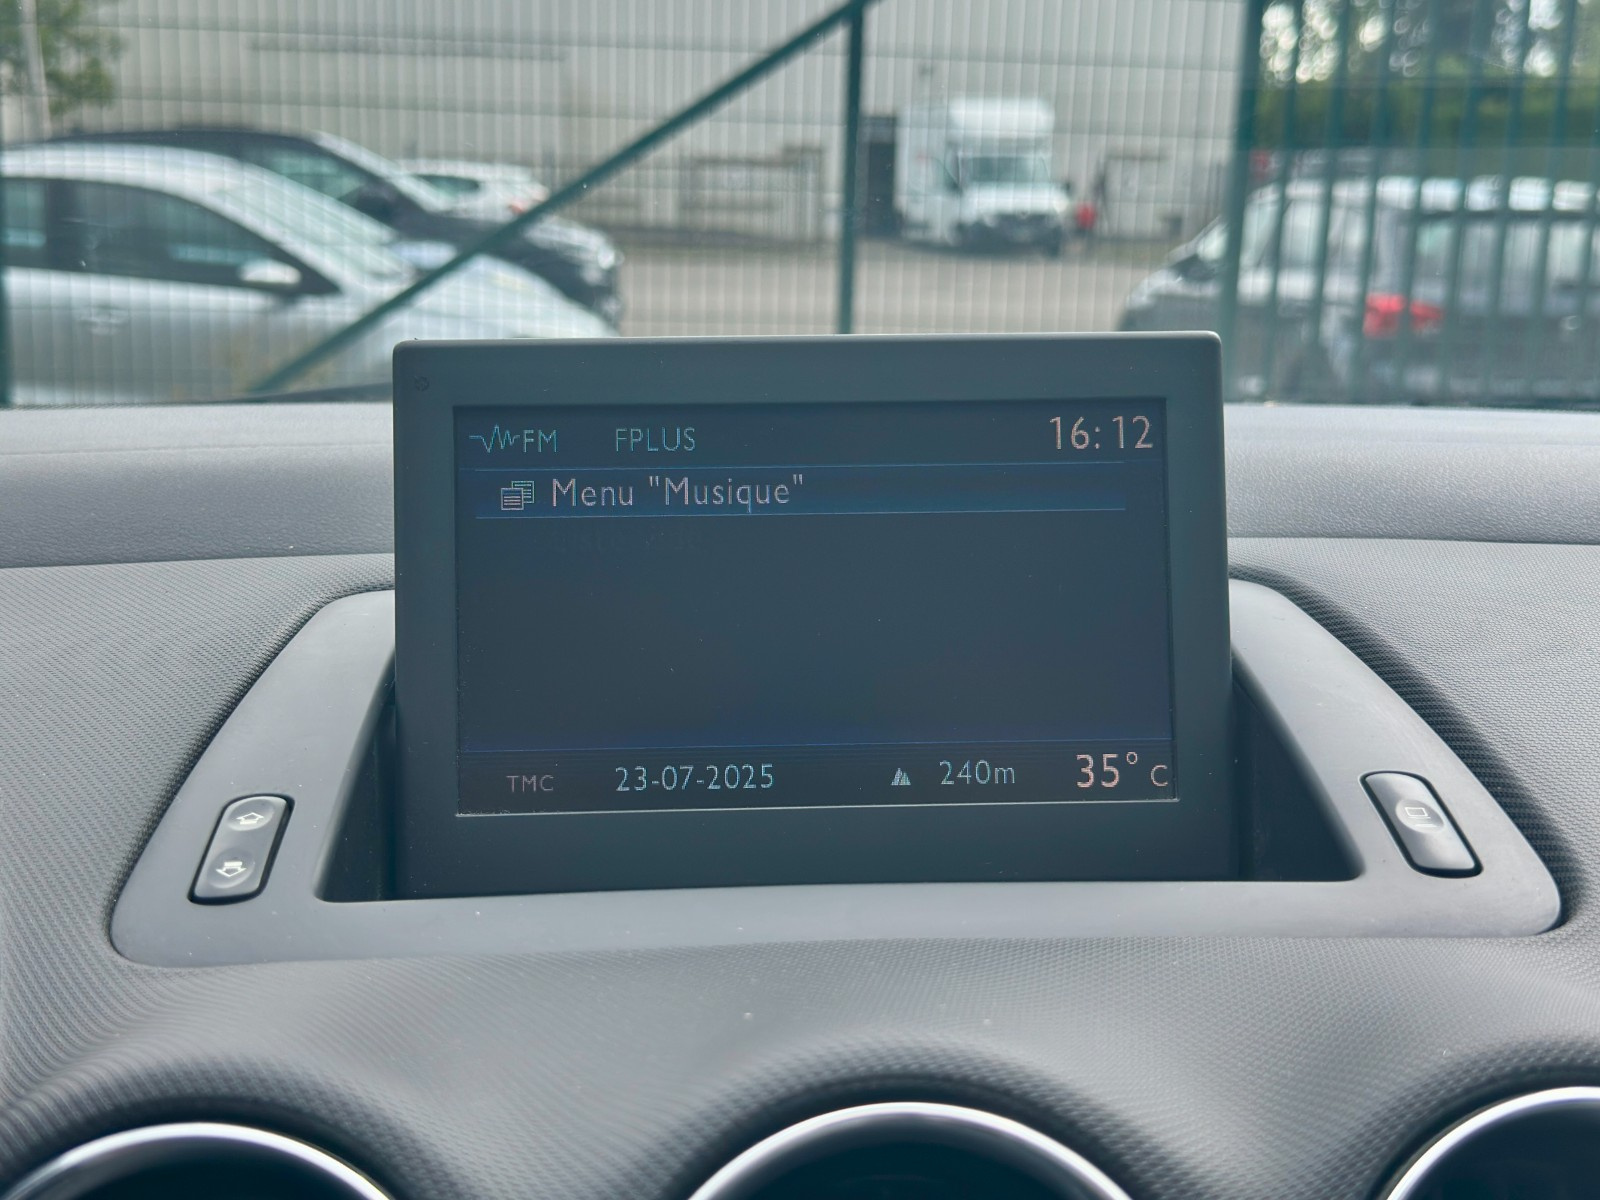 FM FPLUS 16:12
Menu "Musique"
TMC 23-07-2025 240m 35° C